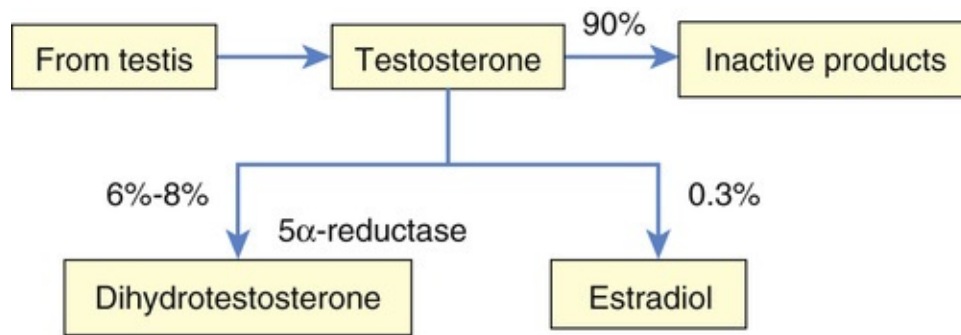 90%
From testis
Testosterone
Inactive products
6%-8%
0.3%
5α-reductase
Dihydrotestosterone
Estradiol